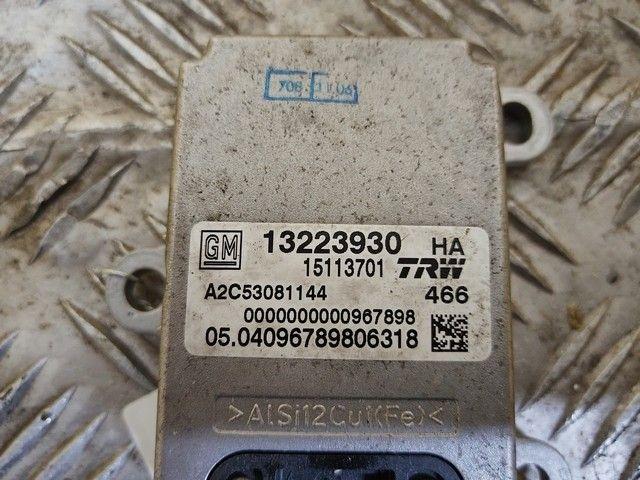 GM 13223930 HA
15113701 TRW
A2C53081144 466
0000000000967898
05.04096789806318
>AlSi12Cu1(Fe)<